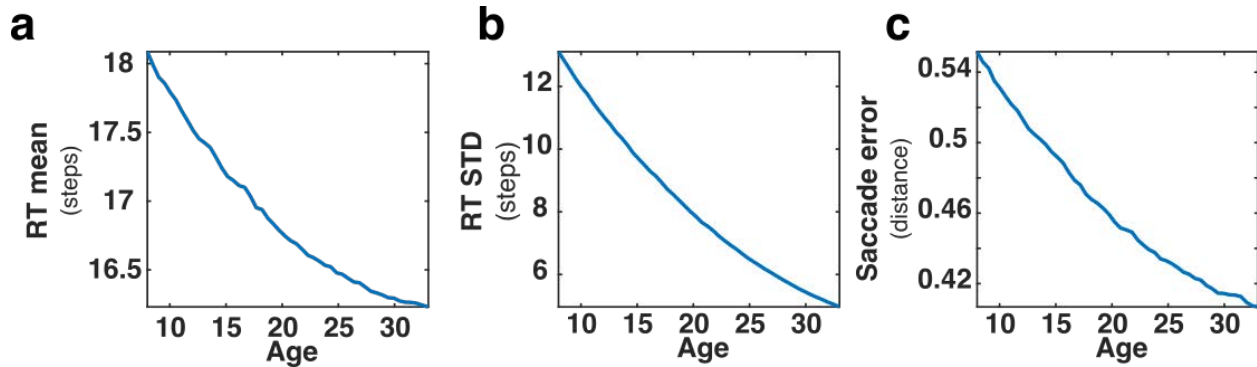 a
RT mean
(steps)
18
17.5
17
16.5
10 15 20 25 30
Age
b
RT STD
(steps)
12
10
8
6
10 15 20 25 30
Age
c
Saccade error
(distance)
0.54
0.5
0.46
0.42
10 15 20 25 30
Age